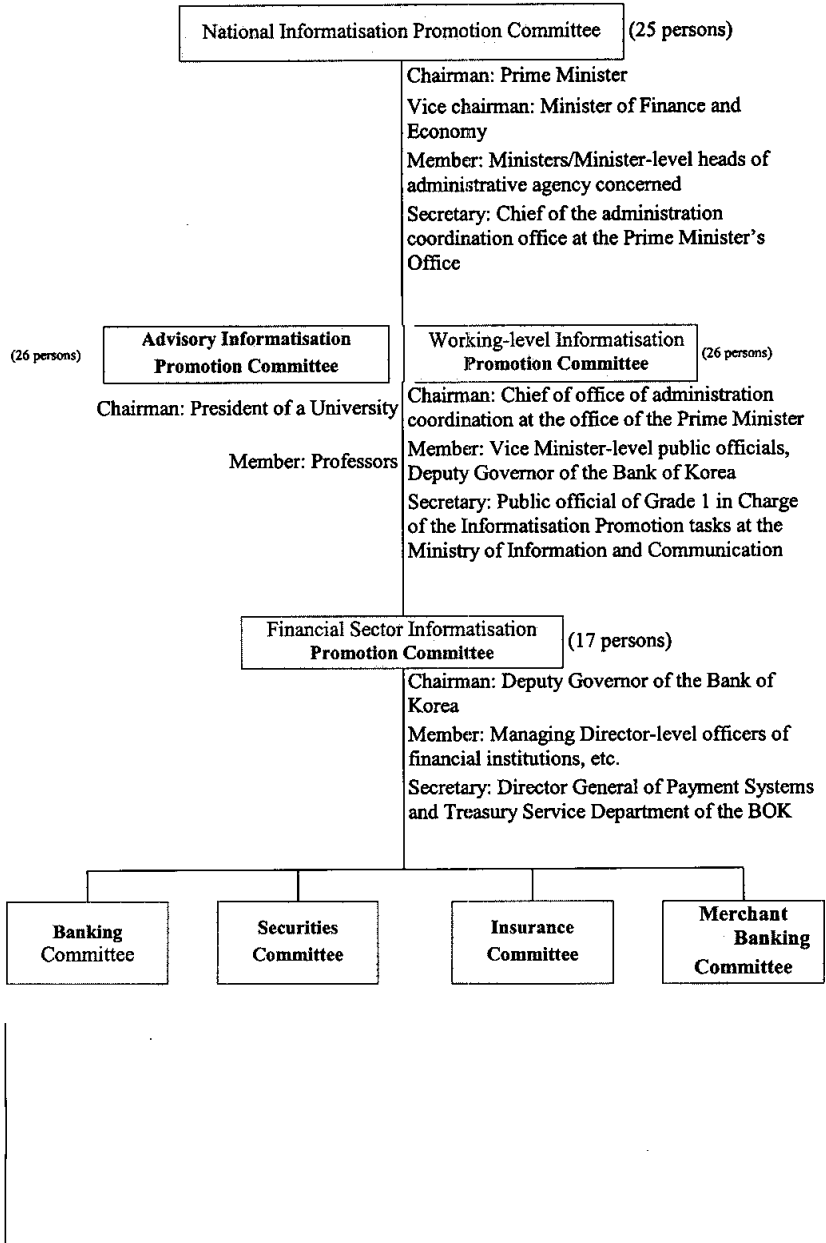 National Informatisation Promotion Committee (25 persons)
Chairman: Prime Minister
Vice chairman: Minister of Finance and
Economy
Member: Ministers/Minister-level heads of
administrative agency concerned
Secretary: Chief of the administration
coordination office at the Prime Minister's
Office
(26 persons)
Advisory Informatisation
Promotion Committee
Chairman: President of a University
Member: Professors
Working-level Informatisation
Promotion Committee
(26 persons)
Chairman: Chief of office of administration
coordination at the office of the Prime Minister
Member: Vice Minister-level public officials,
Deputy Governor of the Bank of Korea
Secretary: Public official of Grade 1 in Charge
of the Informatisation Promotion tasks at the
Ministry of Information and Communication
Financial Sector Informatisation
Promotion Committee
(17 persons)
Chairman: Deputy Governor of the Bank of
Korea
Member: Managing Director-level officers of
financial institutions, etc.
Secretary: Director General of Payment Systems
and Treasury Service Department of the BOK
Banking
Committee
Securities
Committee
Insurance
Committee
Merchant
Banking
Committee